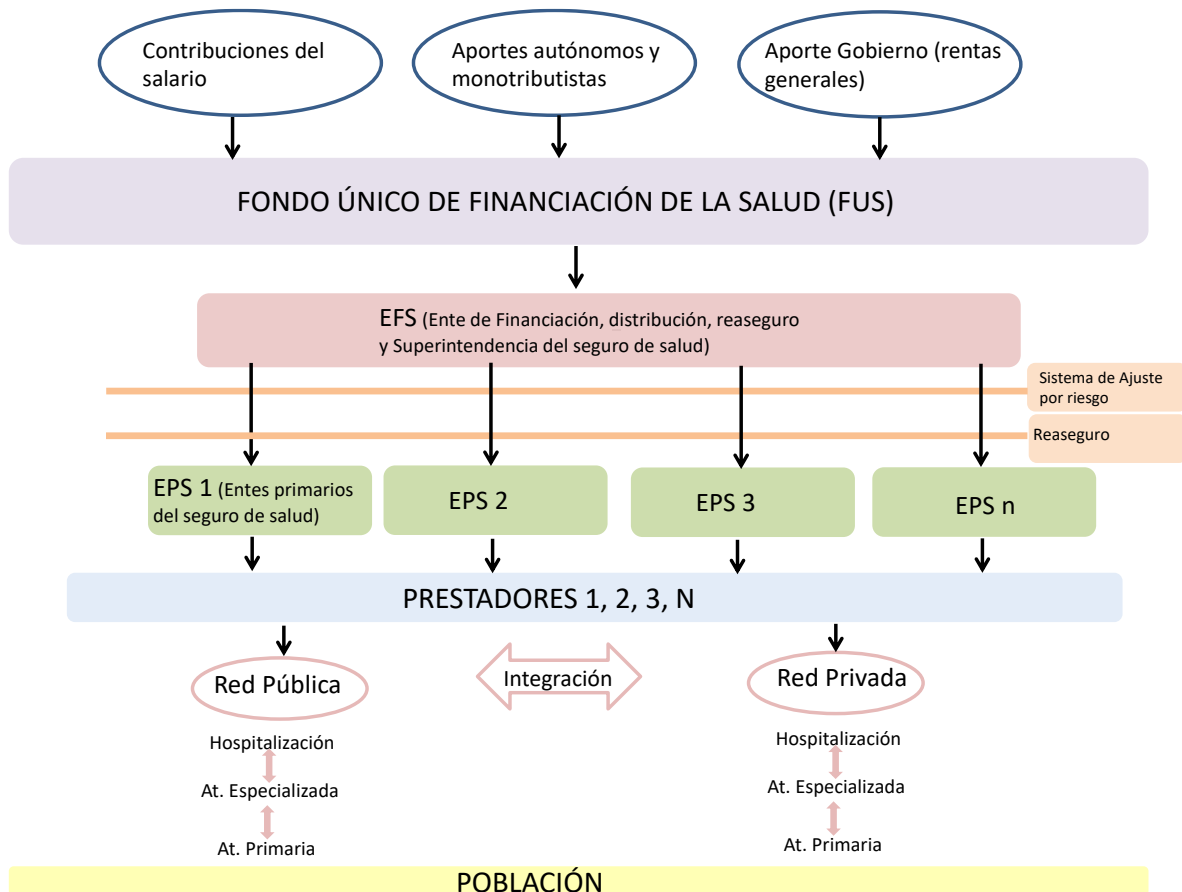 Contribuciones del
salario
Aportes autónomos y
monotributistas
Aporte Gobierno (rentas
generales)
FONDO ÚNICO DE FINANCIACIÓN DE LA SALUD (FUS)
EFS (Ente de Financiación, distribución, reaseguro
y Superintendencia del seguro de salud)
Sistema de Ajuste
por riesgo
Reaseguro
EPS 1 (Entes primarios
del seguro de salud)
EPS 2
EPS 3
EPS n
PRESTADORES 1, 2, 3, N
Red Pública
Integración
Red Privada
Hospitalización
At. Especializada
At. Primaria
Hospitalización
At. Especializada
At. Primaria
POBLACIÓN